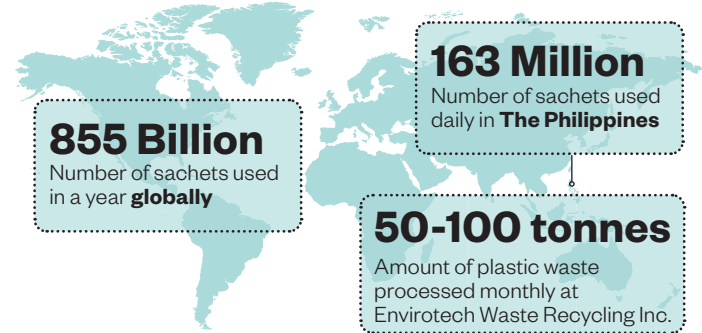 855 Billion
Number of sachets used
in a year globally
163 Million
Number of sachets used
daily in The Philippines
50-100 tonnes
Amount of plastic waste
processed monthly at
Envirotech Waste Recycling Inc.